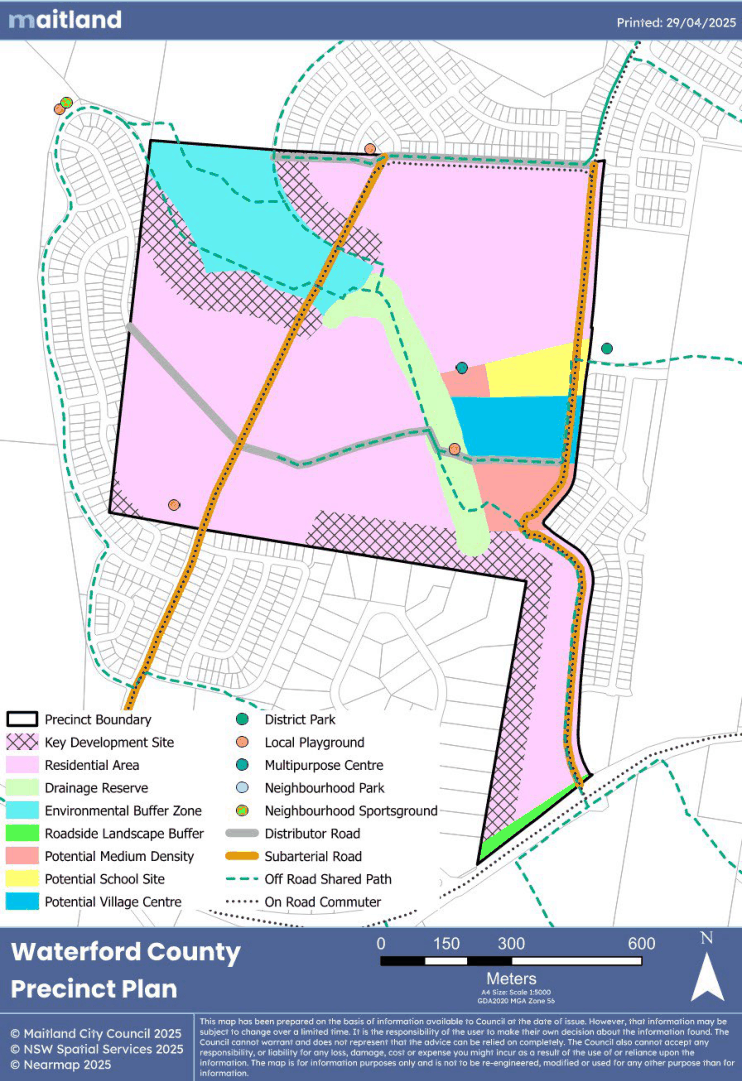 maitland
Printed: 29/04/2025
Precinct Boundary
Key Development Site
Residential Area
Drainage Reserve
Environmental Buffer Zone
Roadside Landscape Buffer
Potential Medium Density
Potential School Site
Potential Village Centre
District Park
Local Playground
Multipurpose Centre
Neighbourhood Park
Neighbourhood Sportsground
Distributor Road
Subarterial Road
Off Road Shared Path
On Road Commuter
Waterford County
Precinct Plan
0 150 300 600
Meters
A4 Size: Scale 1:5000
GDA2020 MGA Zone 56
N
© Maitland City Council 2025
© NSW Spatial Services 2025
© Nearmap 2025
This map has been prepared on the basis of information available to Council at the date of issue. However, that information may be
subject to change over a limited time. It is the responsibility of the user to make their own decision about the information found. The
Council cannot warrant and does not represent that the advice can be relied on completely. The Council also cannot accept any
responsibility, or liability for any loss, damage, cost or expense you might incur as a result of the use of or reliance upon the
information. The map is for information purposes only and is not to be re-engineered, modified or used for any other purpose than for
information.